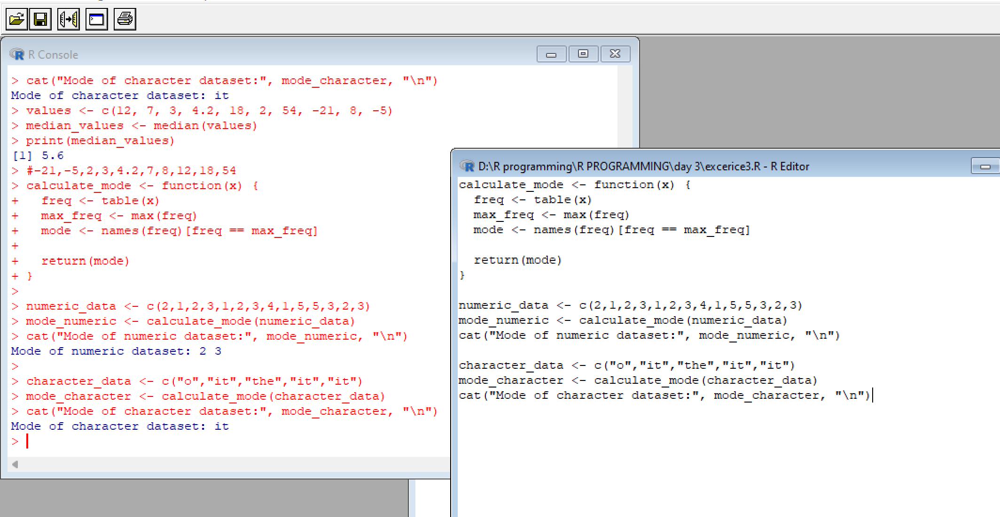 R Console
> cat("Mode of character dataset:", mode_character, "\n")
Mode of character dataset: it
> values <- c(12, 7, 3, 4.2, 18, 2, 54, -21, 8, -5)
> median_values <- median(values)
> print(median_values)
[1] 5.6
> #-21,-5,2,3,4.2,7,8,12,18,54
> calculate_mode <- function(x) {
+   freq <- table(x)
+   max_freq <- max(freq)
+   mode <- names(freq)[freq == max_freq]
+
+   return(mode)
+ }
>
> numeric_data <- c(2,1,2,3,1,2,3,4,1,5,5,3,2,3)
> mode_numeric <- calculate_mode(numeric_data)
> cat("Mode of numeric dataset:", mode_numeric, "\n")
Mode of numeric dataset: 2 3
>
> character_data <- c("o","it","the","it","it")
> mode_character <- calculate_mode(character_data)
> cat("Mode of character dataset:", mode_character, "\n")
Mode of character dataset: it
>
D:\R programming\R PROGRAMMING\day 3\excerice3.R - R Editor
calculate_mode <- function(x) {
  freq <- table(x)
  max_freq <- max(freq)
  mode <- names(freq)[freq == max_freq]

  return(mode)
}

numeric_data <- c(2,1,2,3,1,2,3,4,1,5,5,3,2,3)
mode_numeric <- calculate_mode(numeric_data)
cat("Mode of numeric dataset:", mode_numeric, "\n")

character_data <- c("o","it","the","it","it")
mode_character <- calculate_mode(character_data)
cat("Mode of character dataset:", mode_character, "\n")